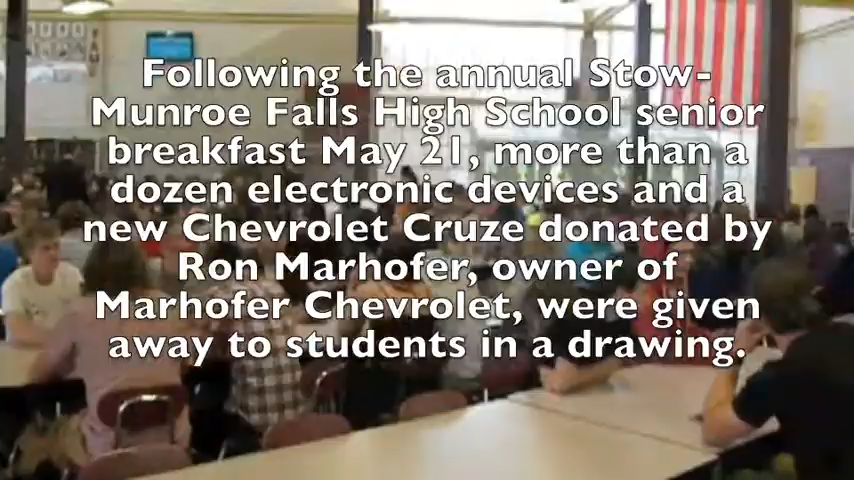 Following the annual Stow-
Munroe Falls High School senior
breakfast May 21, more than a
dozen electronic devices and a
new Chevrolet Cruze donated by
Ron Marhofer, owner of
Marhofer Chevrolet, were given
away to students in a drawing.